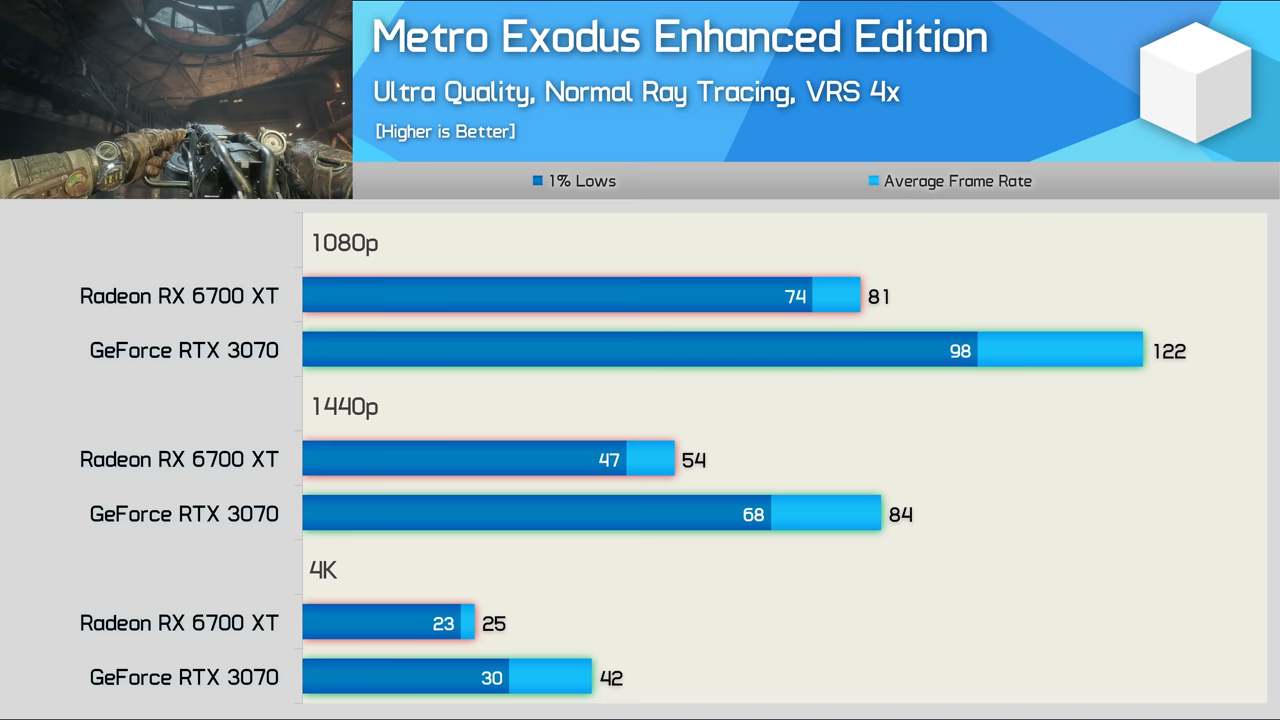 Metro Exodus Enhanced Edition
Ultra Quality, Normal Ray Tracing, VRS 4x
[Higher is Better]
1% Lows
Average Frame Rate
1080p
Radeon RX 6700 XT 74 81
GeForce RTX 3070 98 122
1440p
Radeon RX 6700 XT 47 54
GeForce RTX 3070 68 84
4K
Radeon RX 6700 XT 23 25
GeForce RTX 3070 30 42